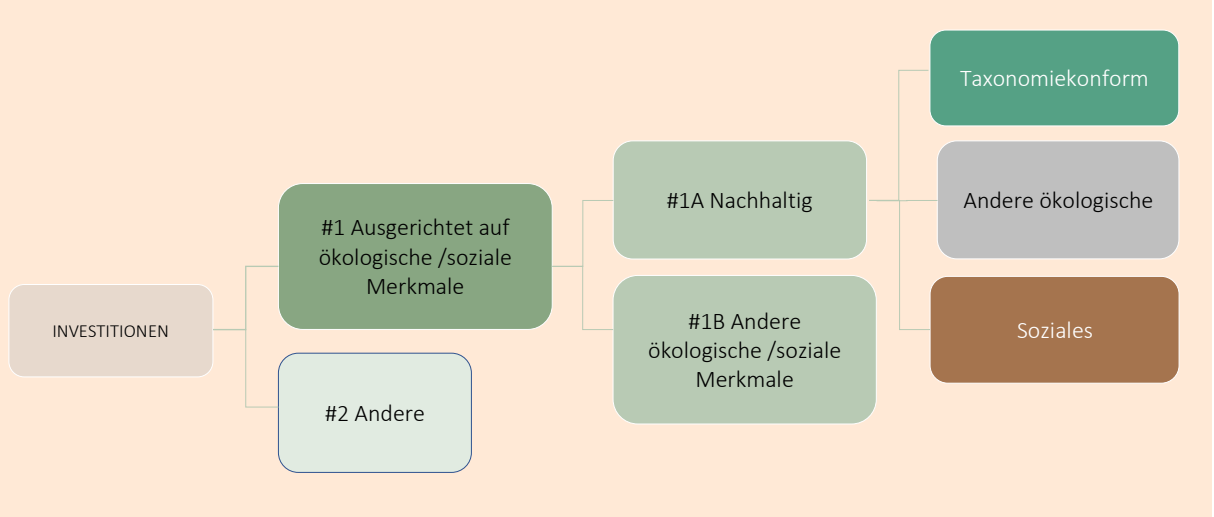 INVESTITIONEN
#1 Ausgerichtet auf
ökologische /soziale
Merkmale
#2 Andere
#1A Nachhaltig
#1B Andere
ökologische /soziale
Merkmale
Taxonomiekonform
Andere ökologische
Soziales